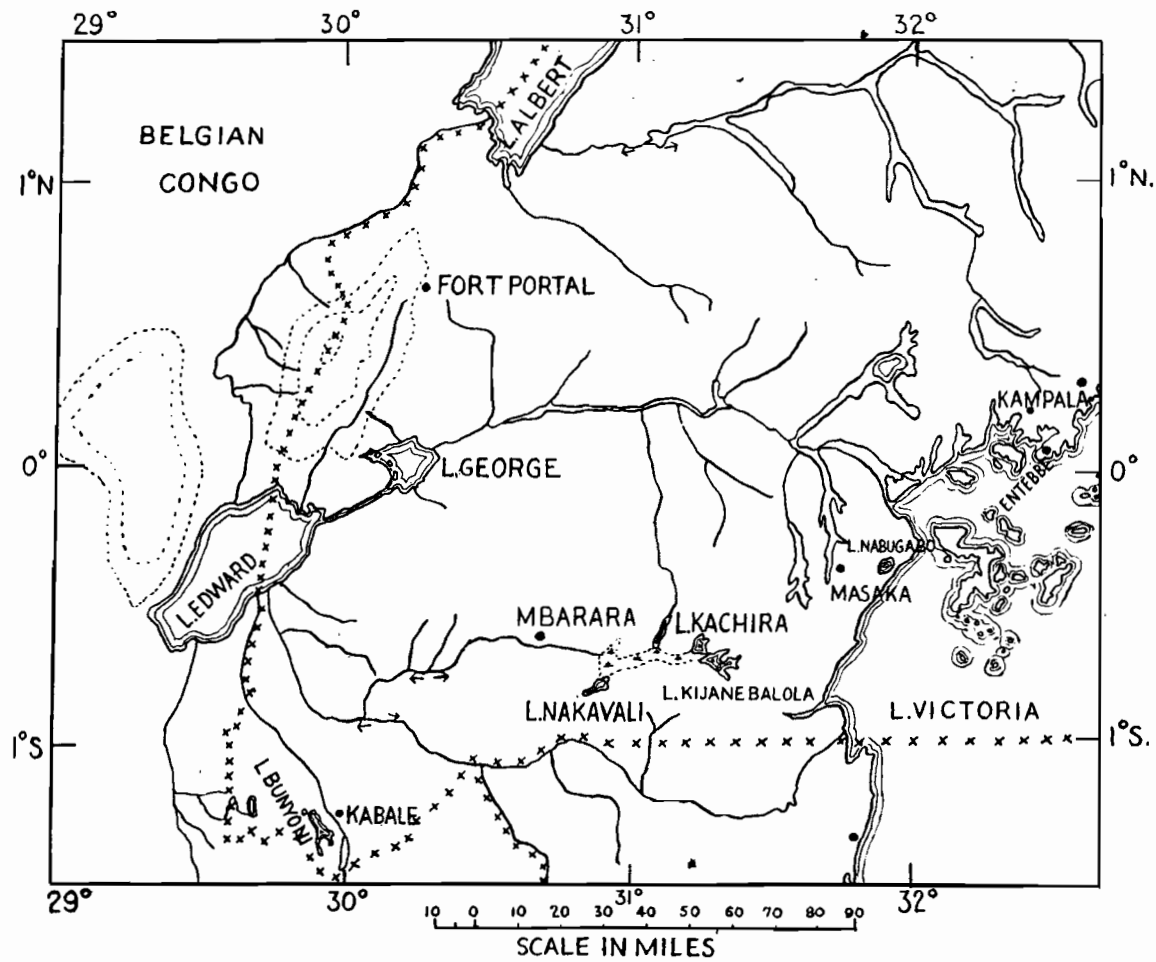 29° 30° 31° 32°
L. ALBERT
BELGIAN
CONGO
1°N 1°N.
FORT PORTAL
KAMPALA
L. GEORGE
0° 0°
ENTEBBE
L. NABUGABO
L. EDWARD
MASAKA
MBARARA L. KACHIRA
L. KIJANEBALOLA
L. NAKAVALI L. VICTORIA
1°S 1°S.
L. BUNYONI
KABALE
29° 30° 31° 32°
10 0 10 20 30 40 50 60 70 80 90
SCALE IN MILES